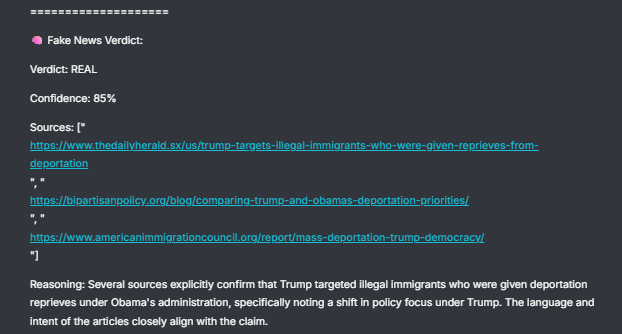 ====================
🧠 Fake News Verdict:
Verdict: REAL
Confidence: 85%
Sources: ["
https://www.thedailyherald.sx/us/trump-targets-illegal-immigrants-who-were-given-reprieves-from-
deportation
", "
https://bipartisanpolicy.org/blog/comparing-trump-and-obamas-deportation-priorities/
", "
https://www.americanimmigrationcouncil.org/report/mass-deportation-trump-democracy/
"]
Reasoning: Several sources explicitly confirm that Trump targeted illegal immigrants who were given deportation
reprieves under Obama's administration, specifically noting a shift in policy focus under Trump. The language and
intent of the articles closely align with the claim.